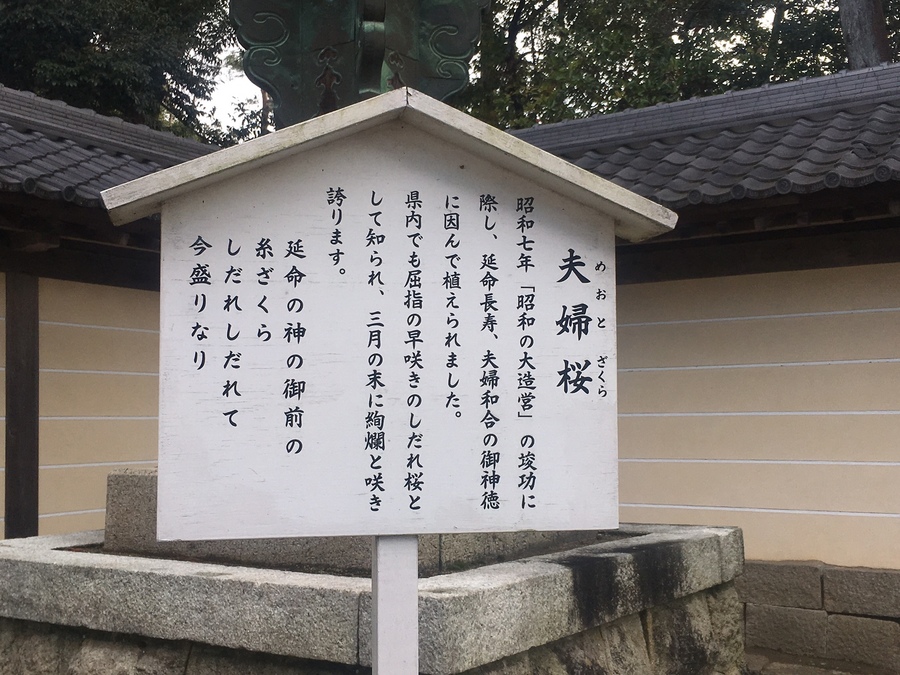 夫婦桜
めおとざくら
昭和七年「昭和の大造営」の竣功に
際し、延命長寿、夫婦和合の御神徳
に因んで植えられました。
県内でも屈指の早咲きのしだれ桜と
して知られ、三月の末に絢爛と咲き
誇ります。
延命の神の御前の
糸ざくら
しだれしだれて
今盛りなり